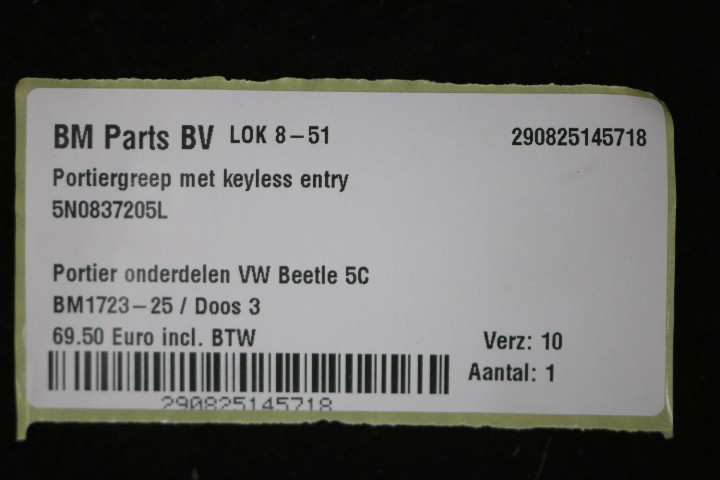 BM Parts BV LOK 8-51 290825145718
Portiergreep met keyless entry
5N0837205L
Portier onderdelen VW Beetle 5C
BM1723-25 / Doos 3
69.50 Euro incl. BTW Verz: 10
Aantal: 1
290825145718